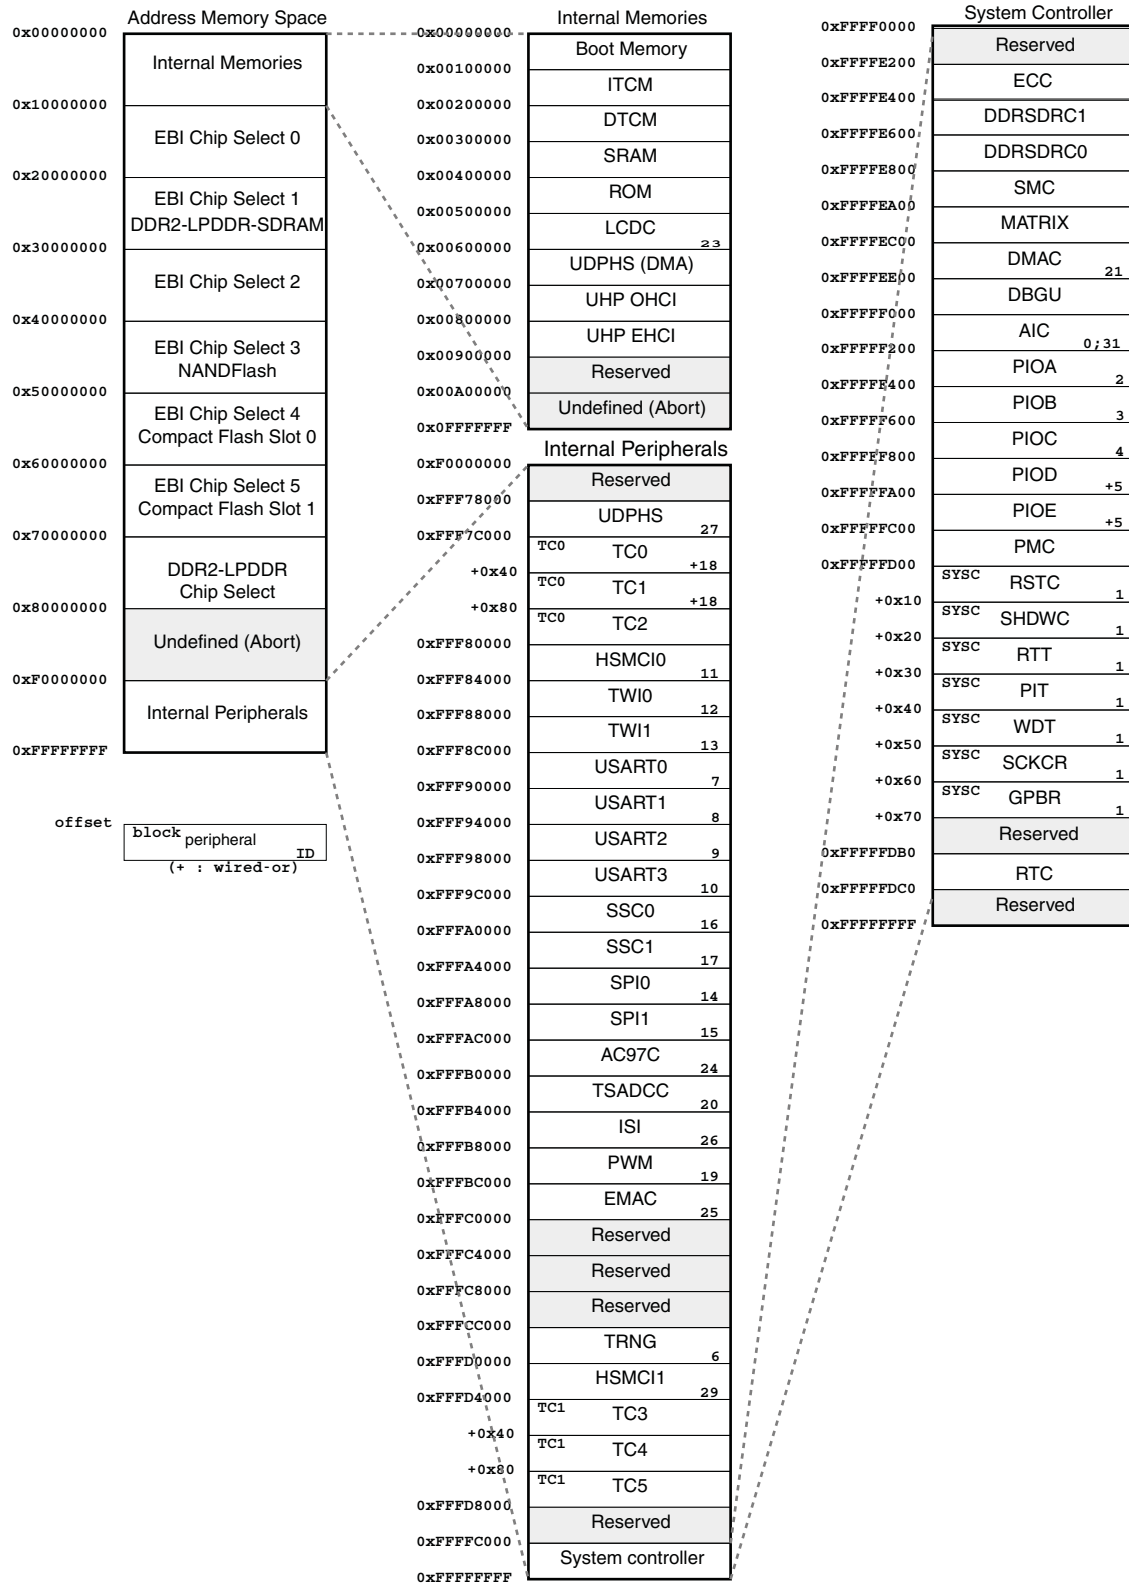 Address Memory Space
0x00000000
Internal Memories
0x10000000
EBI Chip Select 0
0x20000000
EBI Chip Select 1
DDR2-LPDDR-SDRAM
0x30000000
EBI Chip Select 2
0x40000000
EBI Chip Select 3
NANDFlash
0x50000000
EBI Chip Select 4
Compact Flash Slot 0
0x60000000
EBI Chip Select 5
Compact Flash Slot 1
0x70000000
DDR2-LPDDR
Chip Select
0x80000000
Undefined (Abort)
0xF0000000
Internal Peripherals
0xFFFFFFFF
offset
block
peripheral
ID
(+ : wired-or)
Internal Memories
0x00000000
Boot Memory
0x00100000
ITCM
0x00200000
DTCM
0x00300000
SRAM
0x00400000
ROM
0x00500000
LCDC
23
0x00600000
UDPHS (DMA)
0x00700000
UHP OHCI
0x00800000
UHP EHCI
0x00900000
Reserved
0x00A00000
Undefined (Abort)
0x0FFFFFFF
Internal Peripherals
0xF0000000
Reserved
0xFFF78000
UDPHS
27
0xFFF7C000
TC0 TC0
+18
+0x40
TC0 TC1
+18
+0x80
TC0 TC2
0xFFF80000
HSMCI0
11
0xFFF84000
TWI0
12
0xFFF88000
TWI1
13
0xFFF8C000
USART0
7
0xFFF90000
USART1
8
0xFFF94000
USART2
9
0xFFF98000
USART3
10
0xFFF9C000
SSC0
16
0xFFFA0000
SSC1
17
0xFFFA4000
SPI0
14
0xFFFA8000
SPI1
15
0xFFFAC000
AC97C
24
0xFFFB0000
TSADCC
20
0xFFFB4000
ISI
26
0xFFFB8000
PWM
19
0xFFFBC000
EMAC
25
0xFFFC0000
Reserved
0xFFFC4000
Reserved
0xFFFC8000
Reserved
0xFFFCC000
TRNG
6
0xFFFD0000
HSMCI1
29
0xFFFD4000
TC1 TC3
+0x40
TC1 TC4
+0x80
TC1 TC5
0xFFFD8000
Reserved
0xFFFFC000
System controller
0xFFFFFFFF
System Controller
0xFFFF0000
Reserved
0xFFFFE200
ECC
0xFFFFE400
DDRSDRC1
0xFFFFE600
DDRSDRC0
0xFFFFE800
SMC
0xFFFFEA00
MATRIX
0xFFFFEC00
DMAC
21
0xFFFFEE00
DBGU
0xFFFFF000
AIC
0;31
0xFFFFF200
PIOA
2
0xFFFFF400
PIOB
3
0xFFFFF600
PIOC
4
0xFFFFF800
PIOD
+5
0xFFFFFA00
PIOE
+5
0xFFFFFC00
PMC
0xFFFFFD00
SYSC RSTC
1
+0x10
SYSC SHDWC
1
+0x20
SYSC RTT
1
+0x30
SYSC PIT
1
+0x40
SYSC WDT
1
+0x50
SYSC SCKCR
1
+0x60
SYSC GPBR
1
+0x70
Reserved
0xFFFFFDB0
RTC
0xFFFFFDC0
Reserved
0xFFFFFFFF